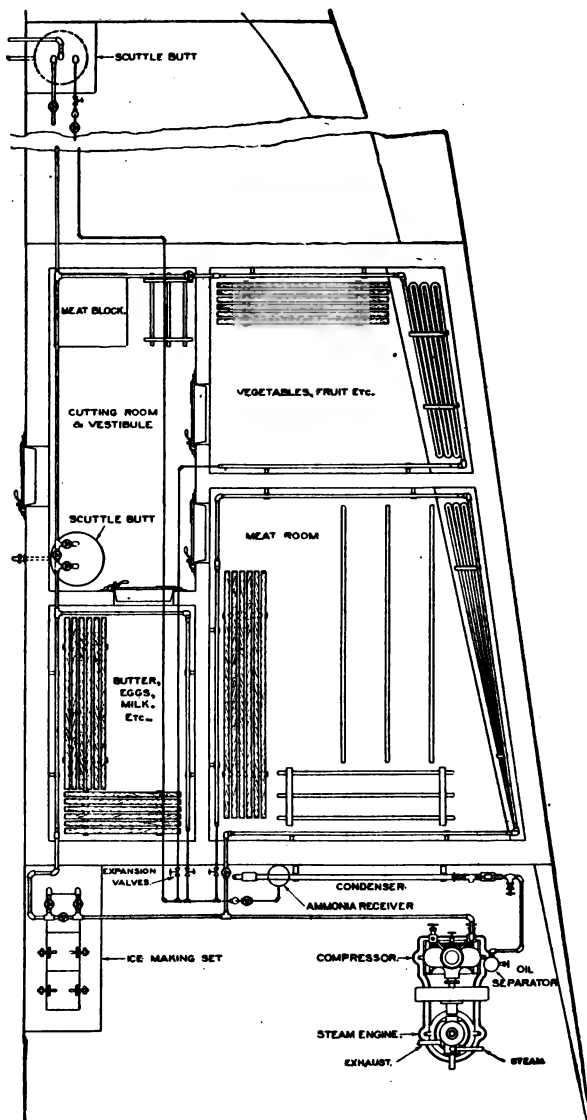 SCUTTLE BUTT
MEAT BLOCK.
VEGETABLES, FRUIT ETC.
CUTTING ROOM
& VESTIBULE
SCUTTLE BUTT
MEAT ROOM
BUTTER,
EGGS,
MILK.
ETC.
EXPANSION
VALVES.
CONDENSER.
AMMONIA RECEIVER
ICE MAKING SET
COMPRESSOR.
OIL
SEPARATOR
STEAM ENGINE.
EXHAUST.
STEAM